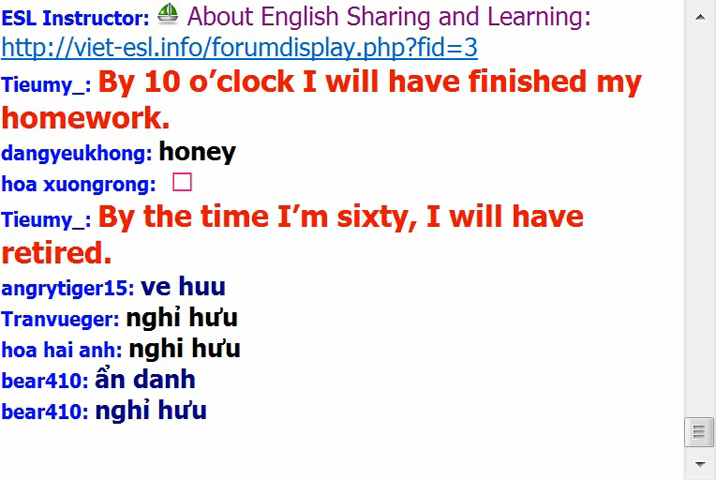 ESL Instructor: About English Sharing and Learning:
http://viet-esl.info/forumdisplay.php?fid=3
Tieumy_: By 10 o’clock I will have finished my
homework.
dangyeukhong: honey
hoa xuongrong:
Tieumy_: By the time I’m sixty, I will have
retired.
angrytiger15: ve huu
Tranvueger: nghỉ hưu
hoa hai anh: nghi hưu
bear410: ẩn danh
bear410: nghỉ hưu